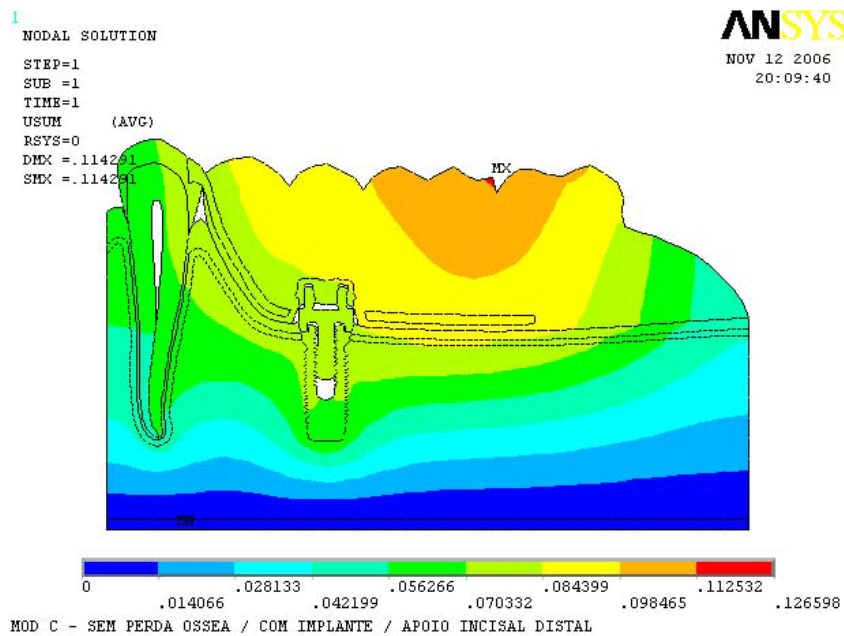 1
ANSYS
NODAL SOLUTION
NOV 12 2006
20:09:40
STEP=1
SUB =1
TIME=1
USUM (AVG)
RSYS=0
DMX =.114291
SMX =.114291
MX
0 .028133 .056266 .084399 .112532
.014066 .042199 .070332 .098465 .126598
MOD C - SEM PERDA OSSEA / COM IMPLANTE / APOIO INCISAL DISTAL